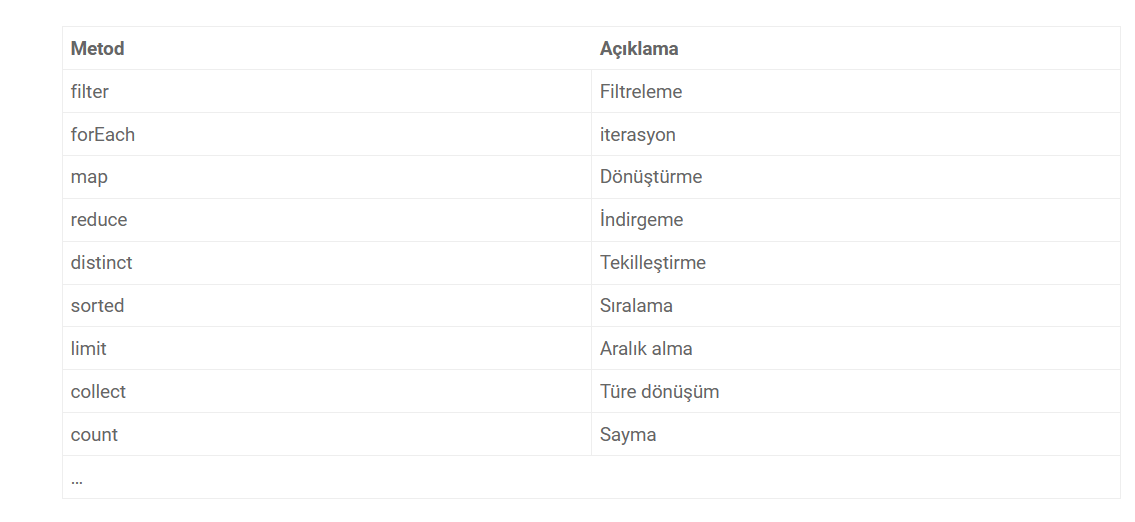 Metod Açıklama
filter Filtreleme
forEach iterasyon
map Dönüştürme
reduce İndirgeme
distinct Tekilleştirme
sorted Sıralama
limit Aralık alma
collect Türe dönüşüm
count Sayma
…